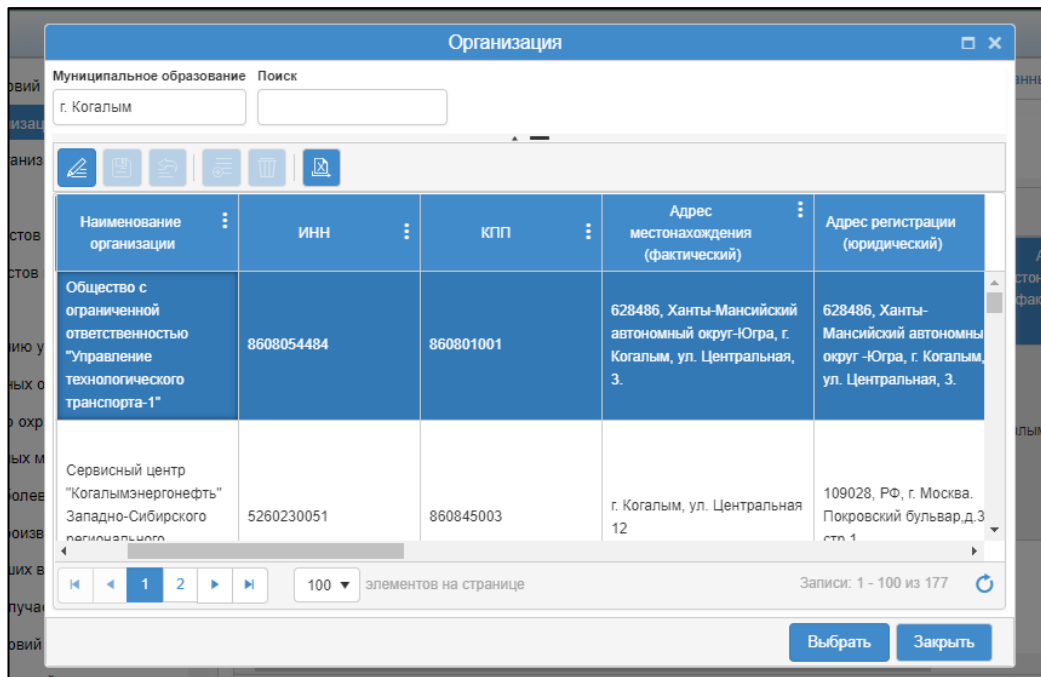 Организация
Муниципальное образование Поиск
г. Когалым
Наименование
организации
ИНН
КПП
Адрес
местонахождения
(фактический)
Адрес регистрации
(юридический)
Общество с
ограниченной
ответственностью
"Управление
технологического
транспорта-1"
8608054484
860801001
628486, Ханты-Мансийский
автономный округ-Югра, г.
Когалым, ул. Центральная,
3.
628486, Ханты-
Мансийский автономны
округ -Югра, г. Когалым,
ул. Центральная, 3.
Сервисный центр
"Когалымэнергонефть"
Западно-Сибирского
регионального
5260230051
860845003
г. Когалым, ул. Центральная
12
109028, РФ, г. Москва.
Покровский бульвар,д.3
стр 1
1 2 100 элементов на странице Записи: 1 - 100 из 177
Выбрать Закрыть